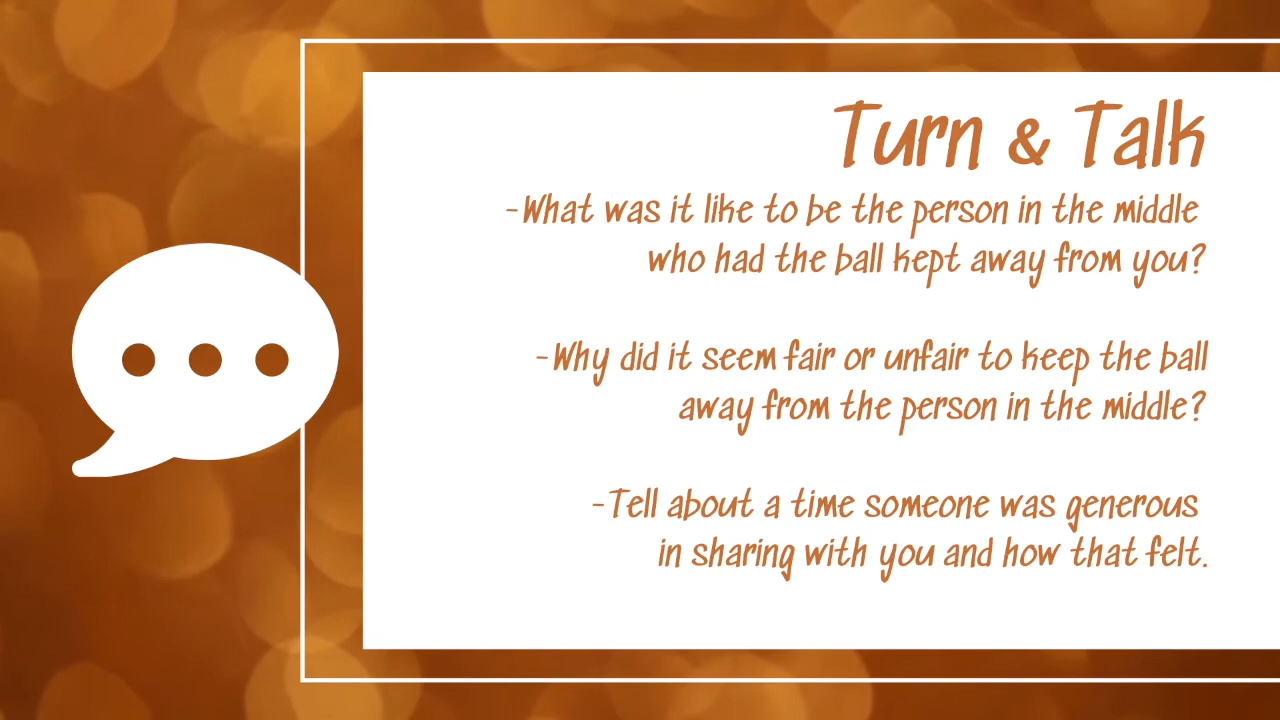 Turn & Talk
-What was it like to be the person in the middle
who had the ball kept away from you?
-Why did it seem fair or unfair to keep the ball
away from the person in the middle?
-Tell about a time someone was generous
in sharing with you and how that felt.